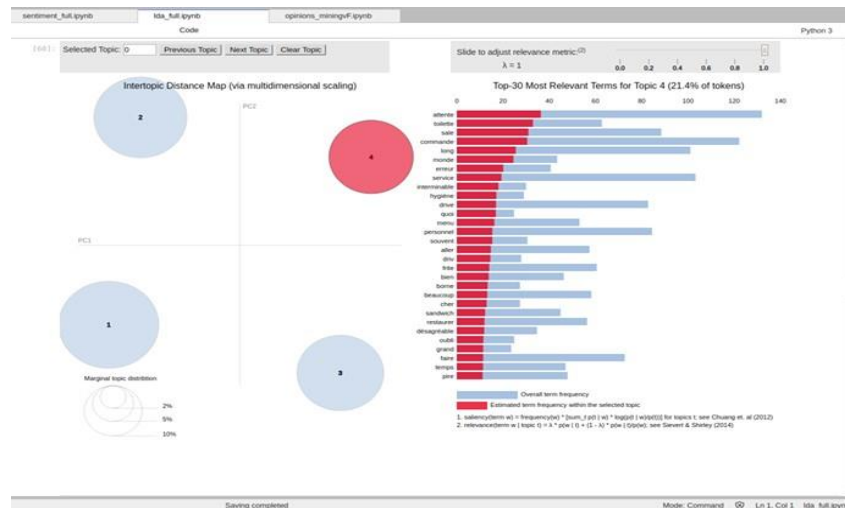 sentiment_full.ipynb
lda_full.ipynb
opinions_miningvF.ipynb
Code
Python 3
[68]:
Selected Topic: 0
Previous Topic
Next Topic
Clear Topic
Slide to adjust relevance metric:(2)
λ = 1
0.0 0.2 0.4 0.6 0.8 1.0
Intertopic Distance Map (via multidimensional scaling)
PC2
PC1
2
4
1
3
Marginal topic distribtion
2%
5%
10%
Top-30 Most Relevant Terms for Topic 4 (21.4% of tokens)
0 20 40 60 80 100 120 140
attente
toilette
sale
commande
long
monde
erreur
service
interminable
hygiène
drive
quoi
menu
personnel
souvent
aller
driv
frite
bien
borne
beaucoup
cher
sandwich
restaurer
désagréable
oubli
grand
faire
temps
pire
Overall term frequency
Estimated term frequency within the selected topic
1. saliency(term w) = frequency(w) * [sum_t p(t | w) * log(p(t | w)/p(t))] for topics t; see Chuang et. al (2012)
2. relevance(term w | topic t) = λ * p(w | t) + (1 - λ) * p(w | t)/p(w); see Sievert & Shirley (2014)
Saving completed
Mode: Command
Ln 1, Col 1
lda_full.ipyn